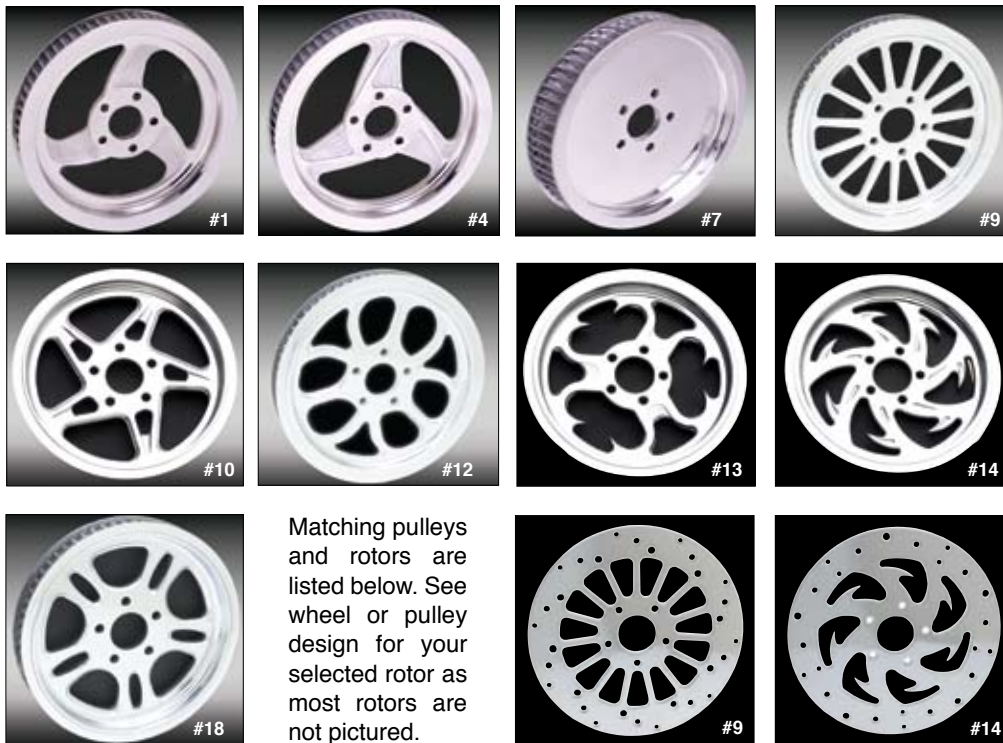 #1
#4
#7
#9
#10
#12
#13
#14
#18
Matching pulleys
and rotors are
listed below. See
wheel or pulley
design for your
selected rotor as
most rotors are
not pictured.
#9
#14